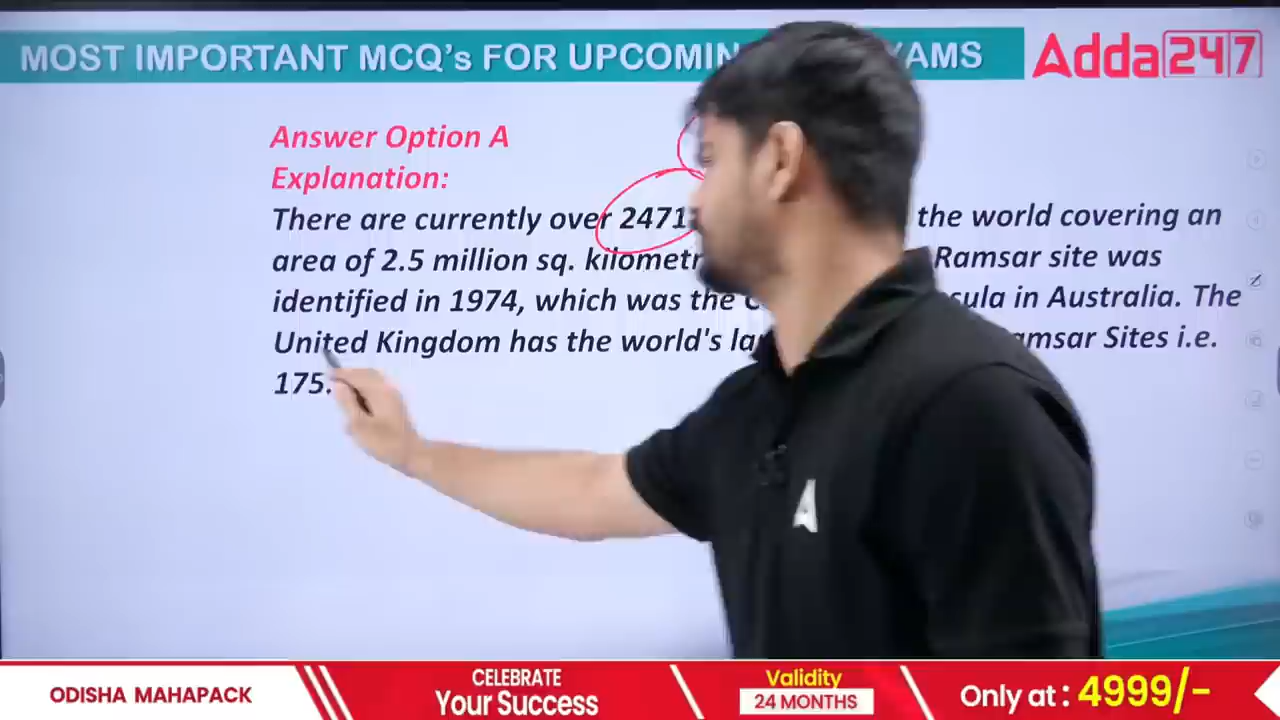 MOST IMPORTANT MCQ's FOR UPCOMIN YAMS
Adda247
Answer Option A
Explanation:
There are currently over 2471 the world covering an
area of 2.5 million sq. kilometr Ramsar site was
identified in 1974, which was the sula in Australia. The
United Kingdom has the world's la amsar Sites i.e.
175.
A
ODISHA MAHAPACK
CELEBRATE
Your Success
Validity
24 MONTHS
Only at : 4999/-